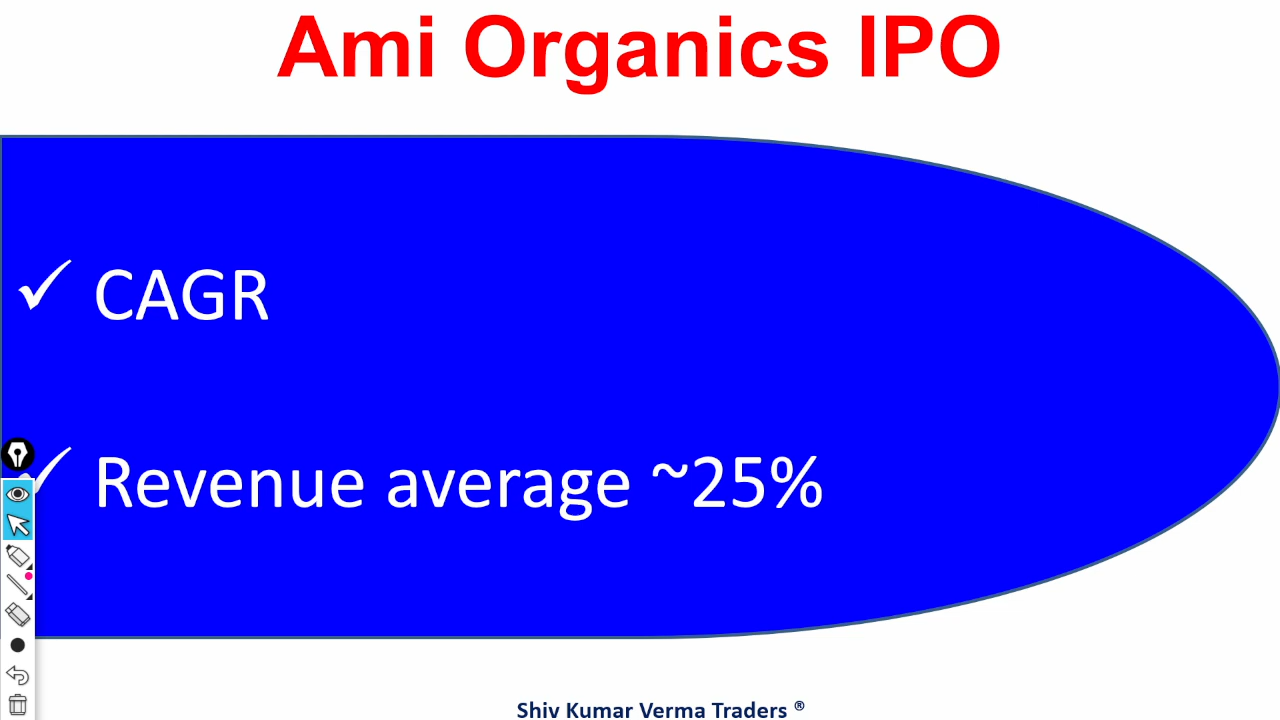 Ami Organics IPO
✓ CAGR
✓ Revenue average ~25%
Shiv Kumar Verma Traders ®